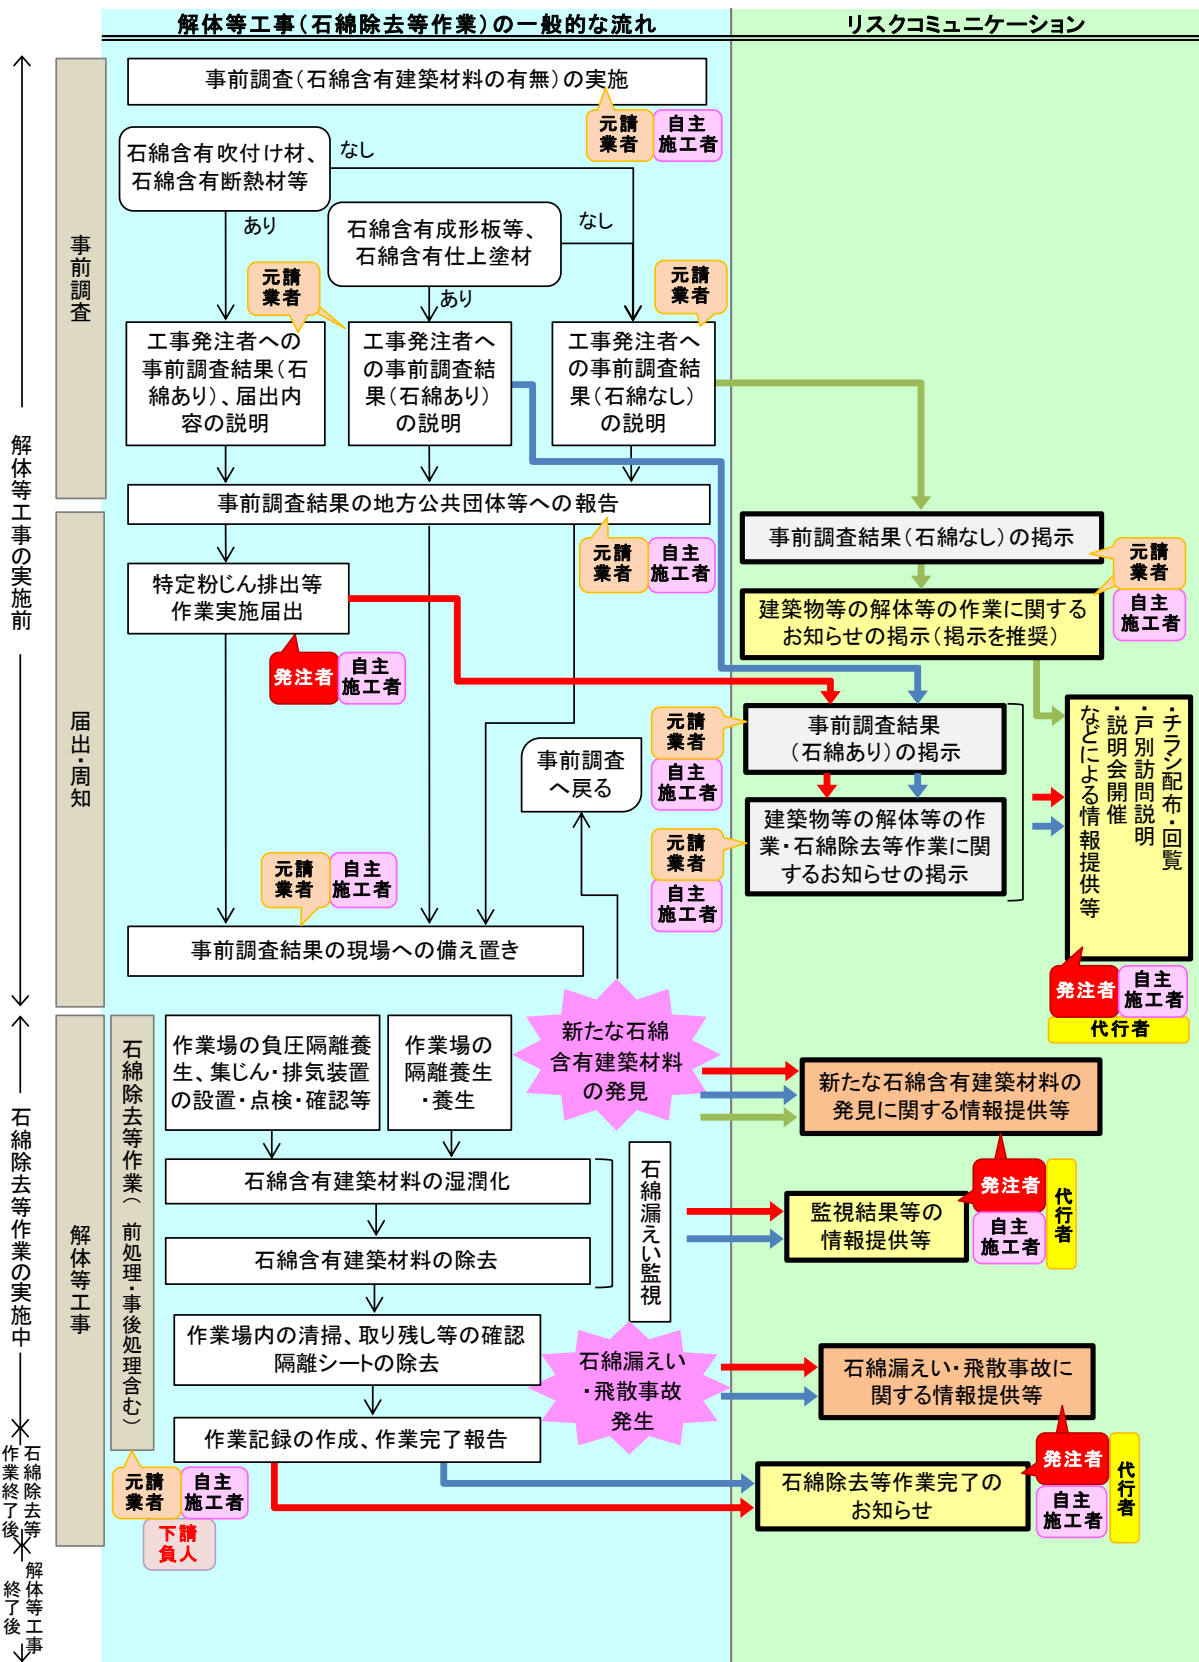 解体等工事(石綿除去等作業)の一般的な流れ
リスクコミュニケーション
解体等工事の実施前
石綿除去等作業の実施中
石綿除去等
作業終了後
解体等工事
終了後
事前調査
届出・周知
解体等工事
事前調査(石綿含有建築材料の有無)の実施
元請
業者
自主
施工者
石綿含有吹付け材、
石綿含有断熱材等
なし
あり
石綿含有成形板等、
石綿含有仕上塗材
なし
あり
元請
業者
元請
業者
工事発注者への
事前調査結果(石
綿あり)、届出内
容の説明
工事発注者へ
の事前調査結
果(石綿あり)
の説明
工事発注者へ
の事前調査結
果(石綿なし)
の説明
事前調査結果の地方公共団体等への報告
元請
業者
自主
施工者
特定粉じん排出等
作業実施届出
発注者
自主
施工者
事前調査
へ戻る
元請
業者
自主
施工者
事前調査結果の現場への備え置き
事前調査結果(石綿なし)の掲示
元請
業者
自主
施工者
建築物等の解体等の作業に関する
お知らせの掲示(掲示を推奨)
元請
業者
自主
施工者
事前調査結果
(石綿あり)の掲示
元請
業者
自主
施工者
建築物等の解体等の作
業・石綿除去等作業に関
するお知らせの掲示
・チラシ配布・回覧
・戸別訪問説明
・説明会開催
などによる情報提供等
発注者
自主
施工者
代行者
石綿除去等作業(前処理・事後処理含む)
作業場の負圧隔離養
生、集じん・排気装置
の設置・点検・確認等
作業場の
隔離養生
・養生
新たな石綿
含有建築材料
の発見
新たな石綿含有建築材料の
発見に関する情報提供等
発注者
自主
施工者
代行者
石綿含有建築材料の湿潤化
石綿含有建築材料の除去
石綿漏えい監視
監視結果等の
情報提供等
作業場内の清掃、取り残し等の確認
隔離シートの除去
石綿漏えい
・飛散事故
発生
石綿漏えい・飛散事故に
関する情報提供等
発注者
自主
施工者
代行者
作業記録の作成、作業完了報告
石綿除去等作業完了の
お知らせ
元請
業者
自主
施工者
下請
負人